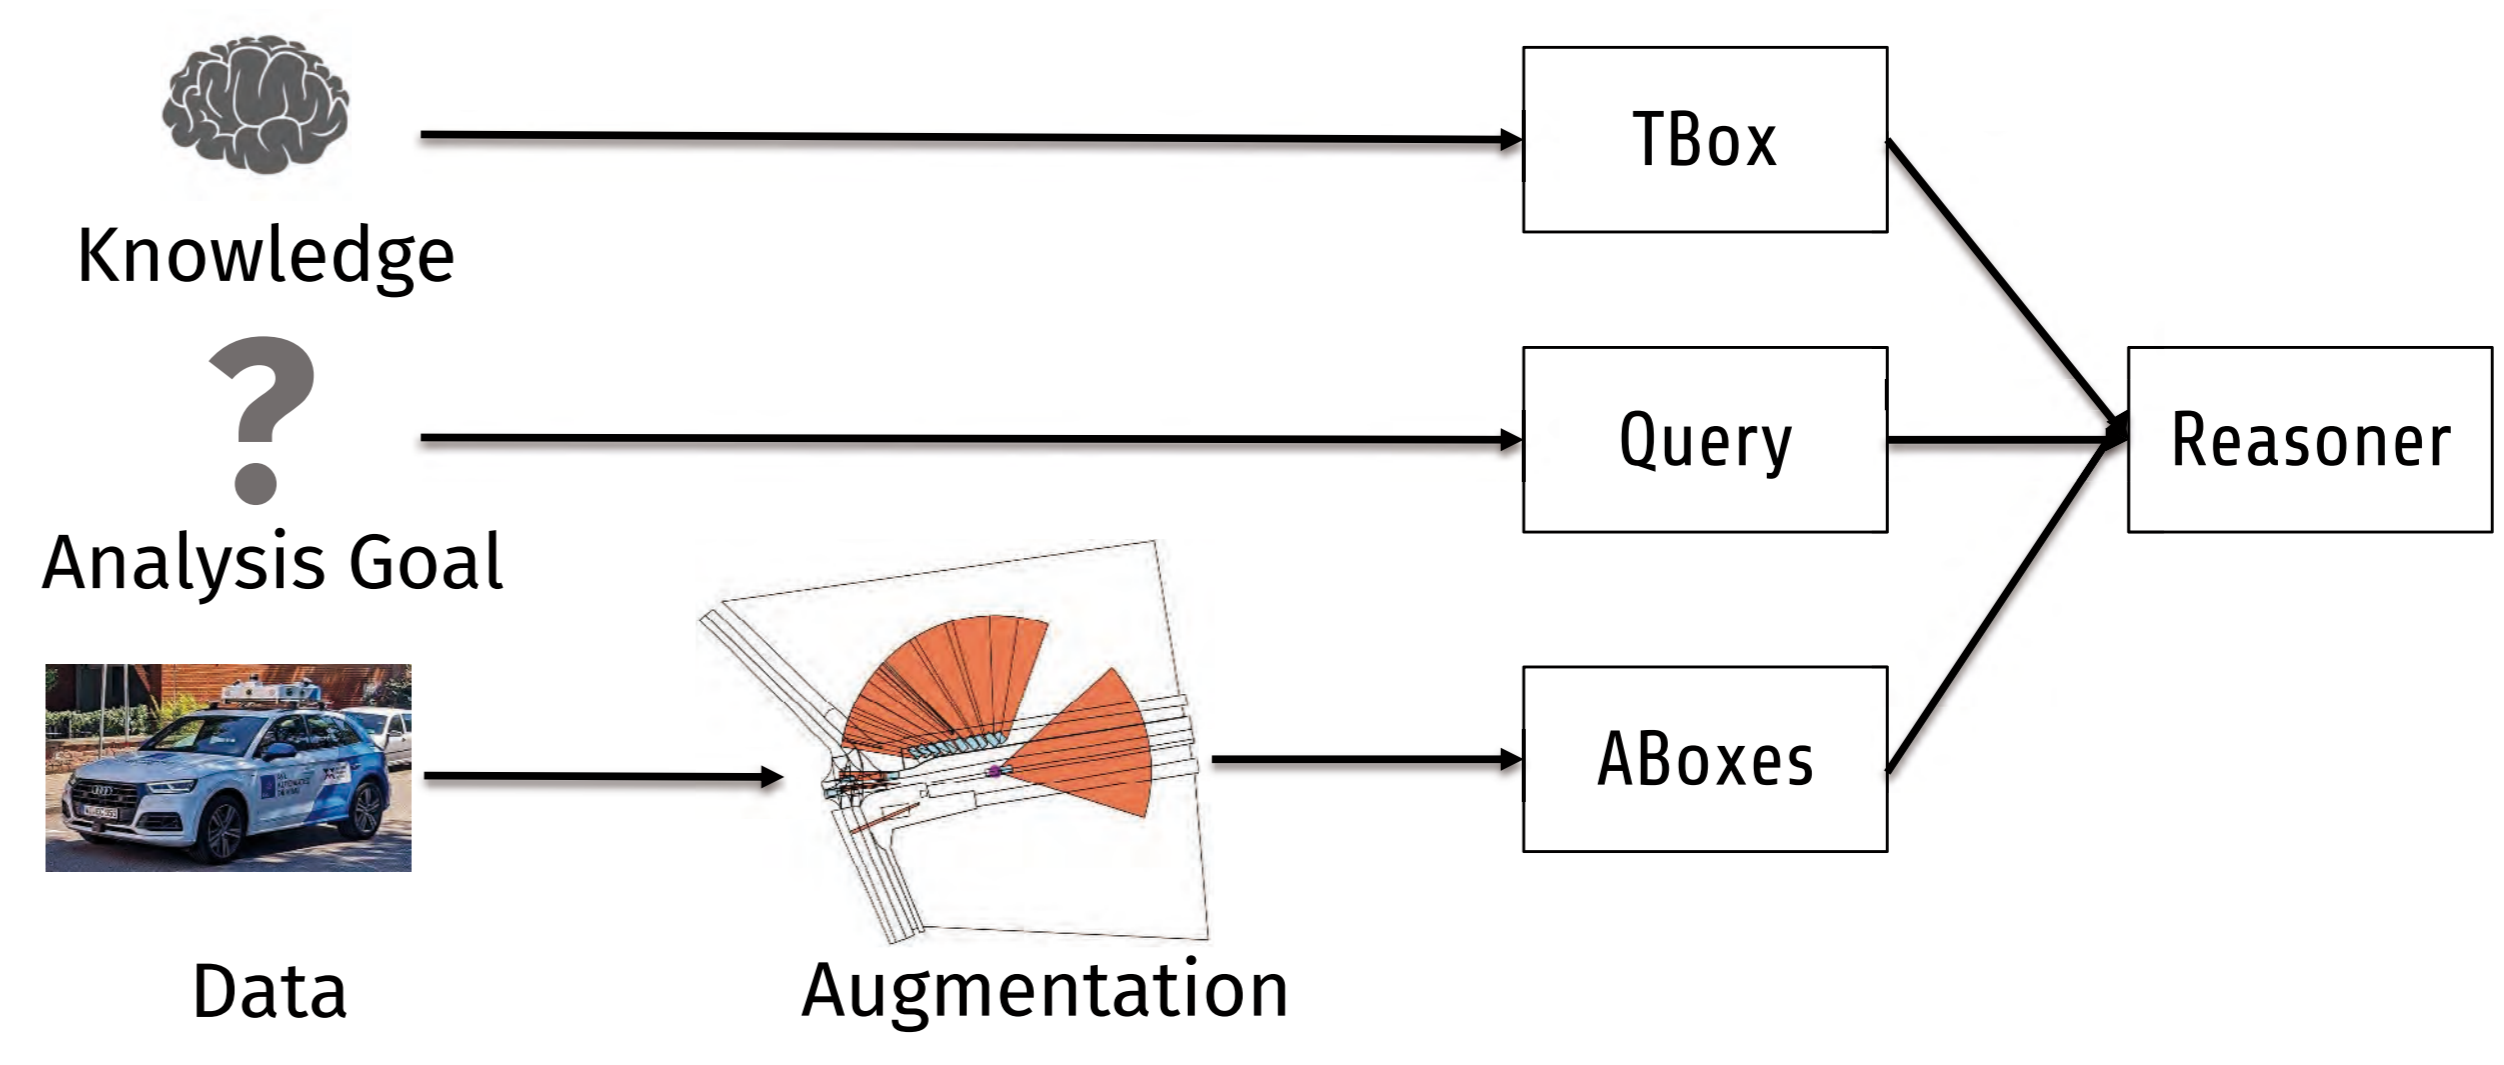 TBox
Knowledge
Query
Reasoner
Analysis Goal
ABoxes
Data
Augmentation